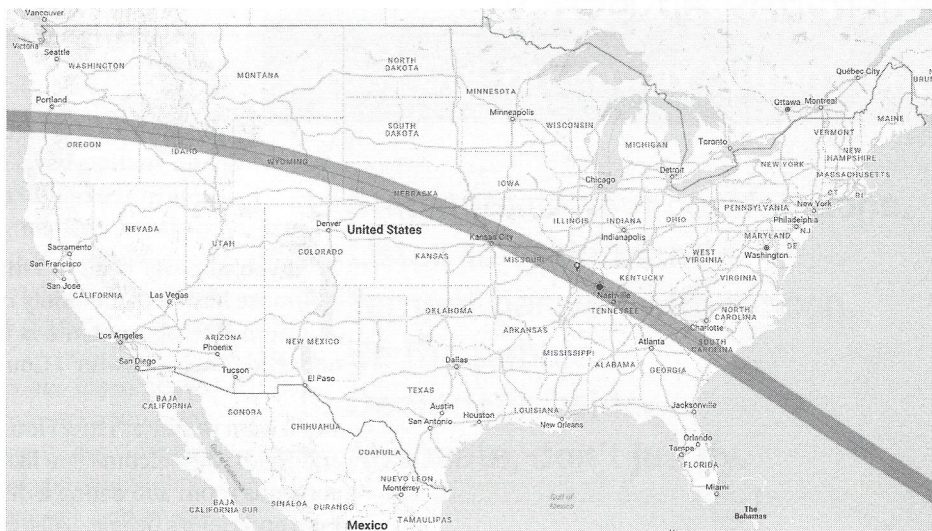 Vancouver
Victoria
Seattle
WASHINGTON
MONTANA
NORTH
DAKOTA
MINNESOTA
Québec City
Portland
Minneapolis
Ottawa
Montreal
MAINE
OREGON
IDAHO
SOUTH
DAKOTA
WISCONSIN
MICHIGAN
Toronto
VERMONT
NEW
HAMPSHIRE
WYOMING
Detroit
NEW YORK
MASSACHUSETTS
Chicago
IOWA
NEBRASKA
CT
RI
NEVADA
UTAH
Denver
United States
ILLINOIS
INDIANA
OHIO
PENNSYLVANIA
New York
Philadelphia
NJ
Indianapolis
Kansas City
MARYLAND
DE
Sacramento
San Francisco
San Jose
COLORADO
KANSAS
MISSOURI
WEST
VIRGINIA
Washington
CALIFORNIA
Las Vegas
KENTUCKY
VIRGINIA
Nashville
TENNESSEE
OKLAHOMA
NORTH
CAROLINA
Charlotte
Los Angeles
ARIZONA
Phoenix
NEW MEXICO
ARKANSAS
MISSISSIPPI
Atlanta
SOUTH
CAROLINA
San Diego
Tucson
El Paso
Dallas
ALABAMA
GEORGIA
TEXAS
BAJA
CALIFORNIA
SONORA
CHIHUAHUA
Austin
San Antonio
Houston
LOUISIANA
New Orleans
Jacksonville
Gulf of California
COAHUILA
Orlando
Tampa
FLORIDA
NUEVO LEON
Monterrey
Miami
BAJA
CALIFORNIA SUR
SINALOA
DURANGO
Gulf of
Mexico
The
Bahamas
Mexico
TAMAULIPAS